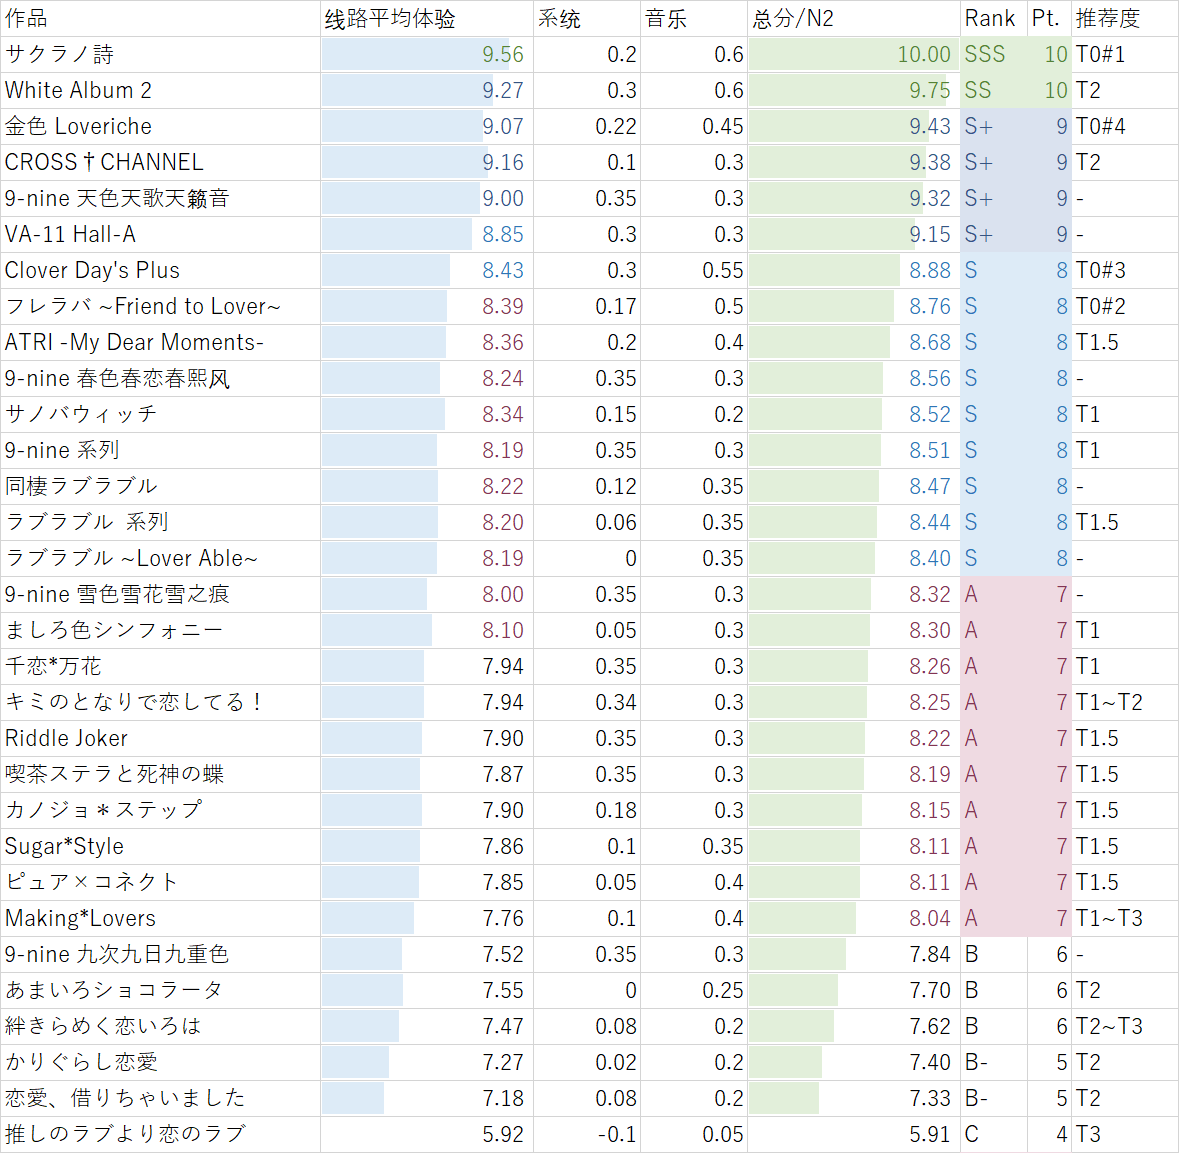 作品 线路平均体验 系统 音乐 总分/N2 Rank Pt. 推荐度
サクラノ詩 9.56 0.2 0.6 10.00 SSS 10 T0#1
White Album 2 9.27 0.3 0.6 9.75 SS 10 T2
金色 Loveriche 9.07 0.22 0.45 9.43 S+ 9 T0#4
CROSS†CHANNEL 9.16 0.1 0.3 9.38 S+ 9 T2
9-nine 天色天歌天籁音 9.00 0.35 0.3 9.32 S+ 9 -
VA-11 Hall-A 8.85 0.3 0.3 9.15 S+ 9 -
Clover Day's Plus 8.43 0.3 0.55 8.88 S 8 T0#3
フレラバ ~Friend to Lover~ 8.39 0.17 0.5 8.76 S 8 T0#2
ATRI -My Dear Moments- 8.36 0.2 0.4 8.68 S 8 T1.5
9-nine 春色春恋春熙风 8.24 0.35 0.3 8.56 S 8 -
サノバウィッチ 8.34 0.15 0.2 8.52 S 8 T1
9-nine 系列 8.19 0.35 0.3 8.51 S 8 T1
同棲ラブラブル 8.22 0.12 0.35 8.47 S 8 -
ラブラブル 系列 8.20 0.06 0.35 8.44 S 8 T1.5
ラブラブル ~Lover Able~ 8.19 0 0.35 8.40 S 8 -
9-nine 雪色雪花雪之痕 8.00 0.35 0.3 8.32 A 7 -
ましろ色シンフォニー 8.10 0.05 0.3 8.30 A 7 T1
千恋*万花 7.94 0.35 0.3 8.26 A 7 T1
キミのとなりで恋してる！ 7.94 0.34 0.3 8.25 A 7 T1~T2
Riddle Joker 7.90 0.35 0.3 8.22 A 7 T1.5
喫茶ステラと死神の蝶 7.87 0.35 0.3 8.19 A 7 T1.5
カノジョ＊ステップ 7.90 0.18 0.3 8.15 A 7 T1.5
Sugar*Style 7.86 0.1 0.35 8.11 A 7 T1.5
ピュア×コネクト 7.85 0.05 0.4 8.11 A 7 T1.5
Making*Lovers 7.76 0.1 0.4 8.04 A 7 T1~T3
9-nine 九次九日九重色 7.52 0.35 0.3 7.84 B 6 -
あまいろショコラータ 7.55 0 0.25 7.70 B 6 T2
絆きらめく恋いろは 7.47 0.08 0.2 7.62 B 6 T2~T3
かりぐらし恋愛 7.27 0.02 0.2 7.40 B- 5 T2
恋愛、借りちゃいました 7.18 0.08 0.2 7.33 B- 5 T2
推しのラブより恋のラブ 5.92 -0.1 0.05 5.91 C 4 T3